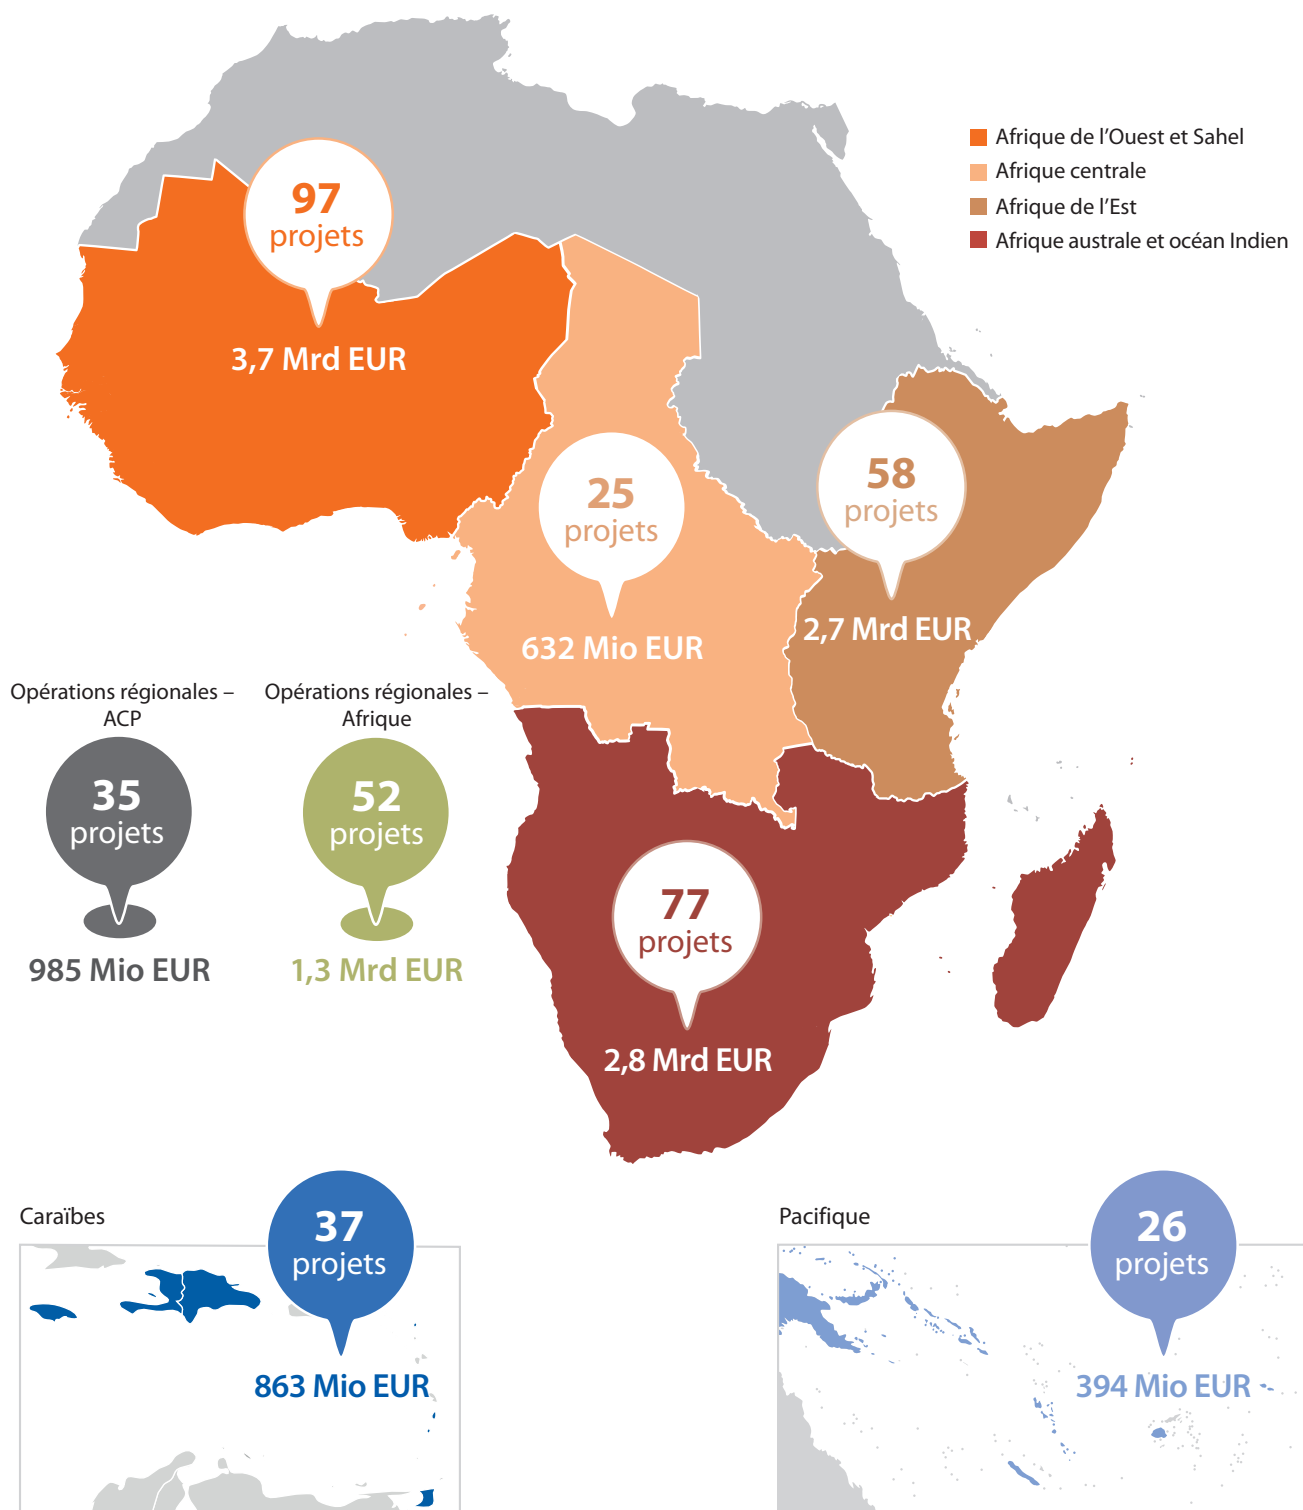 Afrique de l'Ouest et Sahel
Afrique centrale
Afrique de l'Est
Afrique australe et océan Indien
97
projets
3,7 Mrd EUR
25
projets
632 Mio EUR
58
projets
2,7 Mrd EUR
Opérations régionales –
ACP
35
projets
985 Mio EUR
Opérations régionales –
Afrique
52
projets
1,3 Mrd EUR
77
projets
2,8 Mrd EUR
Caraïbes
37
projets
863 Mio EUR
Pacifique
26
projets
394 Mio EUR